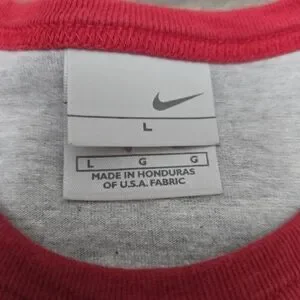 L
L G G
MADE IN HONDURAS
OF U.S.A. FABRIC